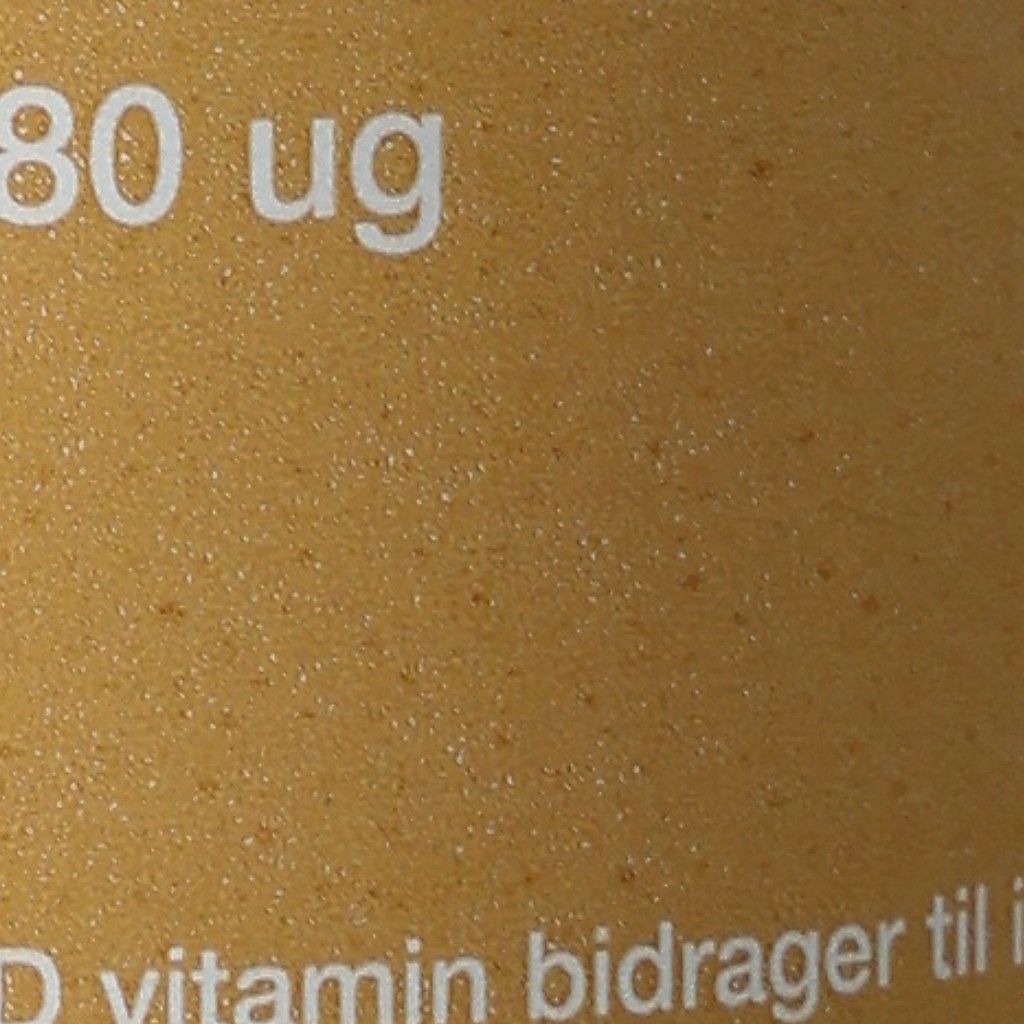 80 ug
D vitamin bidrager til